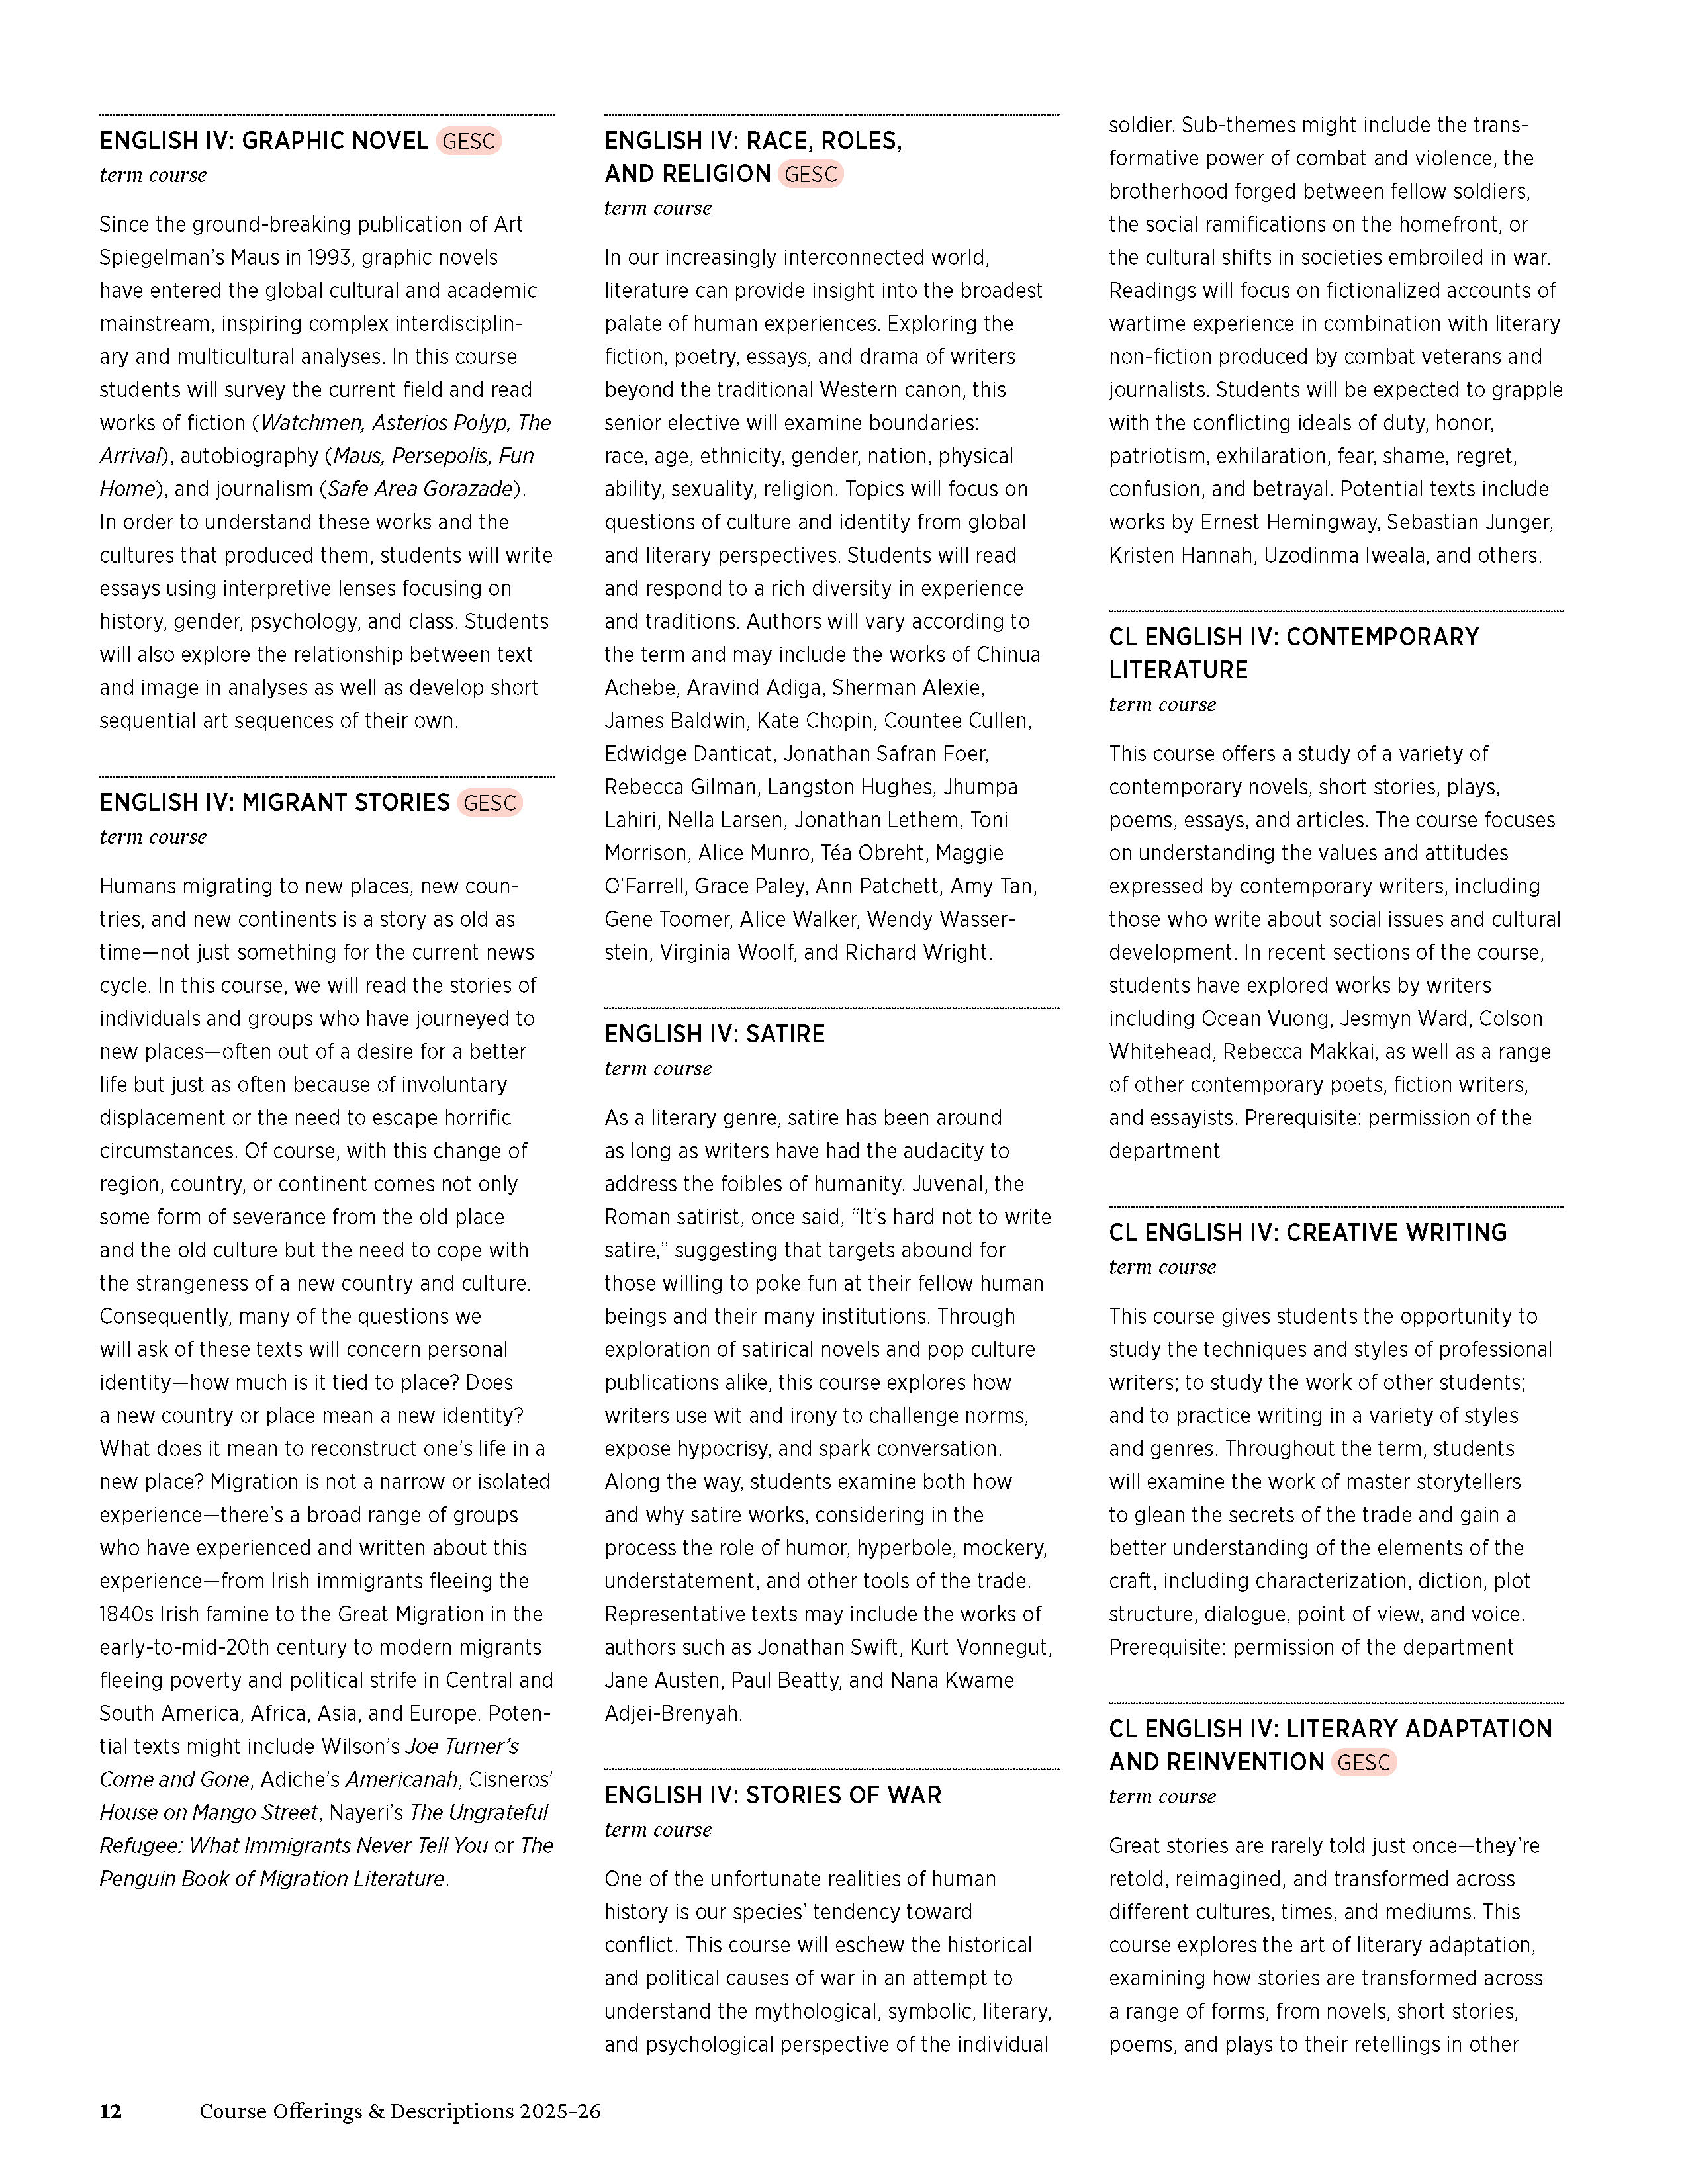 ENGLISH IV: GRAPHIC NOVEL GESC
term course
Since the ground-breaking publication of Art
Spiegelman’s Maus in 1993, graphic novels
have entered the global cultural and academic
mainstream, inspiring complex interdisciplin-
ary and multicultural analyses. In this course
students will survey the current field and read
works of fiction (Watchmen, Asterios Polyp, The
Arrival), autobiography (Maus, Persepolis, Fun
Home), and journalism (Safe Area Gorazade).
In order to understand these works and the
cultures that produced them, students will write
essays using interpretive lenses focusing on
history, gender, psychology, and class. Students
will also explore the relationship between text
and image in analyses as well as develop short
sequential art sequences of their own.
ENGLISH IV: MIGRANT STORIES GESC
term course
Humans migrating to new places, new coun-
tries, and new continents is a story as old as
time—not just something for the current news
cycle. In this course, we will read the stories of
individuals and groups who have journeyed to
new places—often out of a desire for a better
life but just as often because of involuntary
displacement or the need to escape horrific
circumstances. Of course, with this change of
region, country, or continent comes not only
some form of severance from the old place
and the old culture but the need to cope with
the strangeness of a new country and culture.
Consequently, many of the questions we
will ask of these texts will concern personal
identity—how much is it tied to place? Does
a new country or place mean a new identity?
What does it mean to reconstruct one’s life in a
new place? Migration is not a narrow or isolated
experience—there’s a broad range of groups
who have experienced and written about this
experience—from Irish immigrants fleeing the
1840s Irish famine to the Great Migration in the
early-to-mid-20th century to modern migrants
fleeing poverty and political strife in Central and
South America, Africa, Asia, and Europe. Poten-
tial texts might include Wilson’s Joe Turner’s
Come and Gone, Adiche’s Americanah, Cisneros’
House on Mango Street, Nayeri’s The Ungrateful
Refugee: What Immigrants Never Tell You or The
Penguin Book of Migration Literature.
ENGLISH IV: RACE, ROLES,
AND RELIGION GESC
term course
In our increasingly interconnected world,
literature can provide insight into the broadest
palate of human experiences. Exploring the
fiction, poetry, essays, and drama of writers
beyond the traditional Western canon, this
senior elective will examine boundaries:
race, age, ethnicity, gender, nation, physical
ability, sexuality, religion. Topics will focus on
questions of culture and identity from global
and literary perspectives. Students will read
and respond to a rich diversity in experience
and traditions. Authors will vary according to
the term and may include the works of Chinua
Achebe, Aravind Adiga, Sherman Alexie,
James Baldwin, Kate Chopin, Countee Cullen,
Edwidge Danticat, Jonathan Safran Foer,
Rebecca Gilman, Langston Hughes, Jhumpa
Lahiri, Nella Larsen, Jonathan Lethem, Toni
Morrison, Alice Munro, Téa Obreht, Maggie
O’Farrell, Grace Paley, Ann Patchett, Amy Tan,
Gene Toomer, Alice Walker, Wendy Wasser-
stein, Virginia Woolf, and Richard Wright.
ENGLISH IV: SATIRE
term course
As a literary genre, satire has been around
as long as writers have had the audacity to
address the foibles of humanity. Juvenal, the
Roman satirist, once said, “It’s hard not to write
satire,” suggesting that targets abound for
those willing to poke fun at their fellow human
beings and their many institutions. Through
exploration of satirical novels and pop culture
publications alike, this course explores how
writers use wit and irony to challenge norms,
expose hypocrisy, and spark conversation.
Along the way, students examine both how
and why satire works, considering in the
process the role of humor, hyperbole, mockery,
understatement, and other tools of the trade.
Representative texts may include the works of
authors such as Jonathan Swift, Kurt Vonnegut,
Jane Austen, Paul Beatty, and Nana Kwame
Adjei-Brenyah.
ENGLISH IV: STORIES OF WAR
term course
One of the unfortunate realities of human
history is our species’ tendency toward
conflict. This course will eschew the historical
and political causes of war in an attempt to
understand the mythological, symbolic, literary,
and psychological perspective of the individual
soldier. Sub-themes might include the trans-
formative power of combat and violence, the
brotherhood forged between fellow soldiers,
the social ramifications on the homefront, or
the cultural shifts in societies embroiled in war.
Readings will focus on fictionalized accounts of
wartime experience in combination with literary
non-fiction produced by combat veterans and
journalists. Students will be expected to grapple
with the conflicting ideals of duty, honor,
patriotism, exhilaration, fear, shame, regret,
confusion, and betrayal. Potential texts include
works by Ernest Hemingway, Sebastian Junger,
Kristen Hannah, Uzodinma Iweala, and others.
CL ENGLISH IV: CONTEMPORARY
LITERATURE
term course
This course offers a study of a variety of
contemporary novels, short stories, plays,
poems, essays, and articles. The course focuses
on understanding the values and attitudes
expressed by contemporary writers, including
those who write about social issues and cultural
development. In recent sections of the course,
students have explored works by writers
including Ocean Vuong, Jesmyn Ward, Colson
Whitehead, Rebecca Makkai, as well as a range
of other contemporary poets, fiction writers,
and essayists. Prerequisite: permission of the
department
CL ENGLISH IV: CREATIVE WRITING
term course
This course gives students the opportunity to
study the techniques and styles of professional
writers; to study the work of other students;
and to practice writing in a variety of styles
and genres. Throughout the term, students
will examine the work of master storytellers
to glean the secrets of the trade and gain a
better understanding of the elements of the
craft, including characterization, diction, plot
structure, dialogue, point of view, and voice.
Prerequisite: permission of the department
CL ENGLISH IV: LITERARY ADAPTATION
AND REINVENTION GESC
term course
Great stories are rarely told just once—they’re
retold, reimagined, and transformed across
different cultures, times, and mediums. This
course explores the art of literary adaptation,
examining how stories are transformed across
a range of forms, from novels, short stories,
poems, and plays to their retellings in other
12 Course Offerings & Descriptions 2025–26